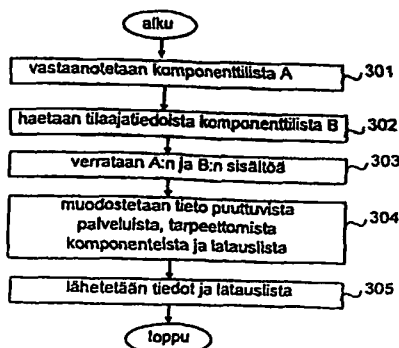 alku
vastaanotetaan komponenttilista A 301
haetaan tilaajatiedoista komponenttilista B 302
verrataan A:n ja B:n sisältöä 303
muodostetaan tieto puuttuvista
palveluista, tarpeettomista
komponenteista ja latauslista 304
lähetetään tiedot ja latauslista 305
loppu